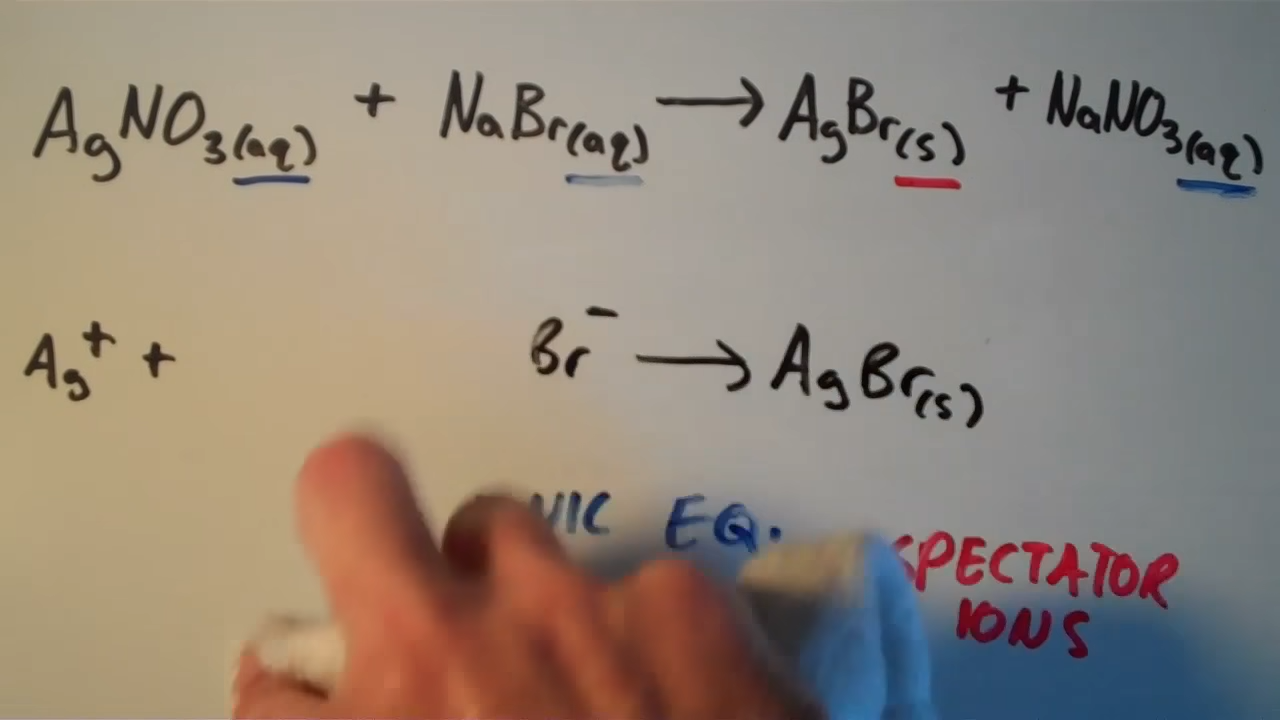 AgNO₃(aq) + NaBr(aq) → AgBr(s) + NaNO₃(aq)
Ag⁺ + Br⁻ → AgBr(s)
EQ.
SPECTATOR
IONS